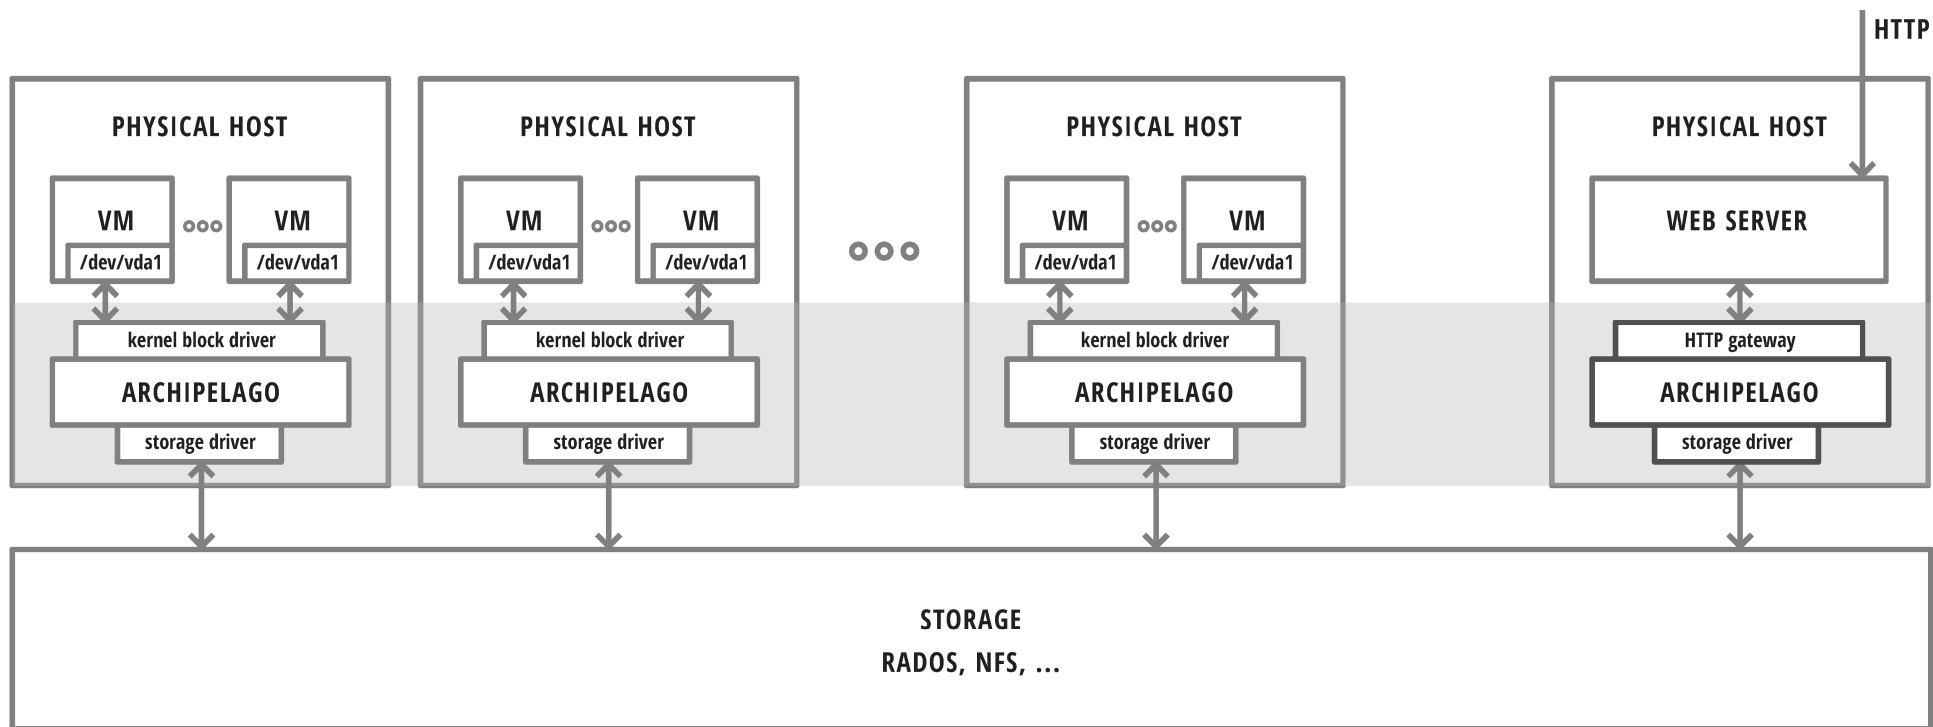 HTTP
PHYSICAL HOST
PHYSICAL HOST
PHYSICAL HOST
PHYSICAL HOST
VM
VM
VM
VM
VM
VM
WEB SERVER
/dev/vda1
/dev/vda1
/dev/vda1
/dev/vda1
/dev/vda1
/dev/vda1
kernel block driver
kernel block driver
kernel block driver
HTTP gateway
ARCHIPELAGO
ARCHIPELAGO
ARCHIPELAGO
ARCHIPELAGO
storage driver
storage driver
storage driver
storage driver
STORAGE
RADOS, NFS, ...